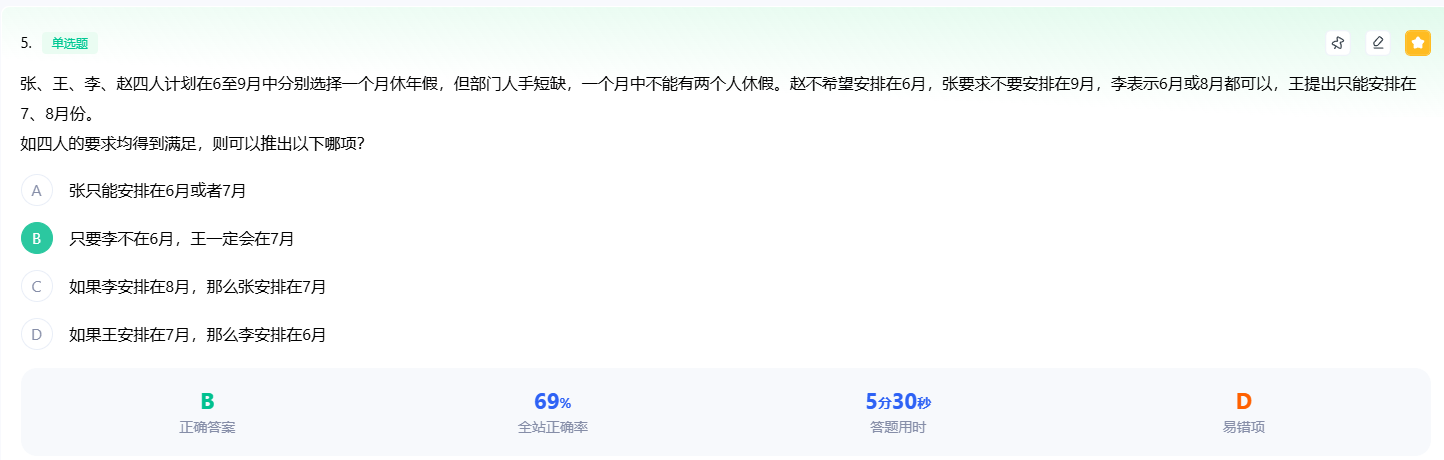 5. 单选题
张、王、李、赵四人计划在6至9月中分别选择一个月休年假，但部门人手短缺，一个月中不能有两个人休假。赵不希望安排在6月，张要求不要安排在9月，李表示6月或8月都可以，王提出只能安排在
7、8月份。
如四人的要求均得到满足，则可以推出以下哪项？
A 张只能安排在6月或者7月
B 只要李不在6月，王一定会在7月
C 如果李安排在8月，那么张安排在7月
D 如果王安排在7月，那么李安排在6月
B 69% 5分30秒 D
正确答案 全站正确率 答题用时 易错项